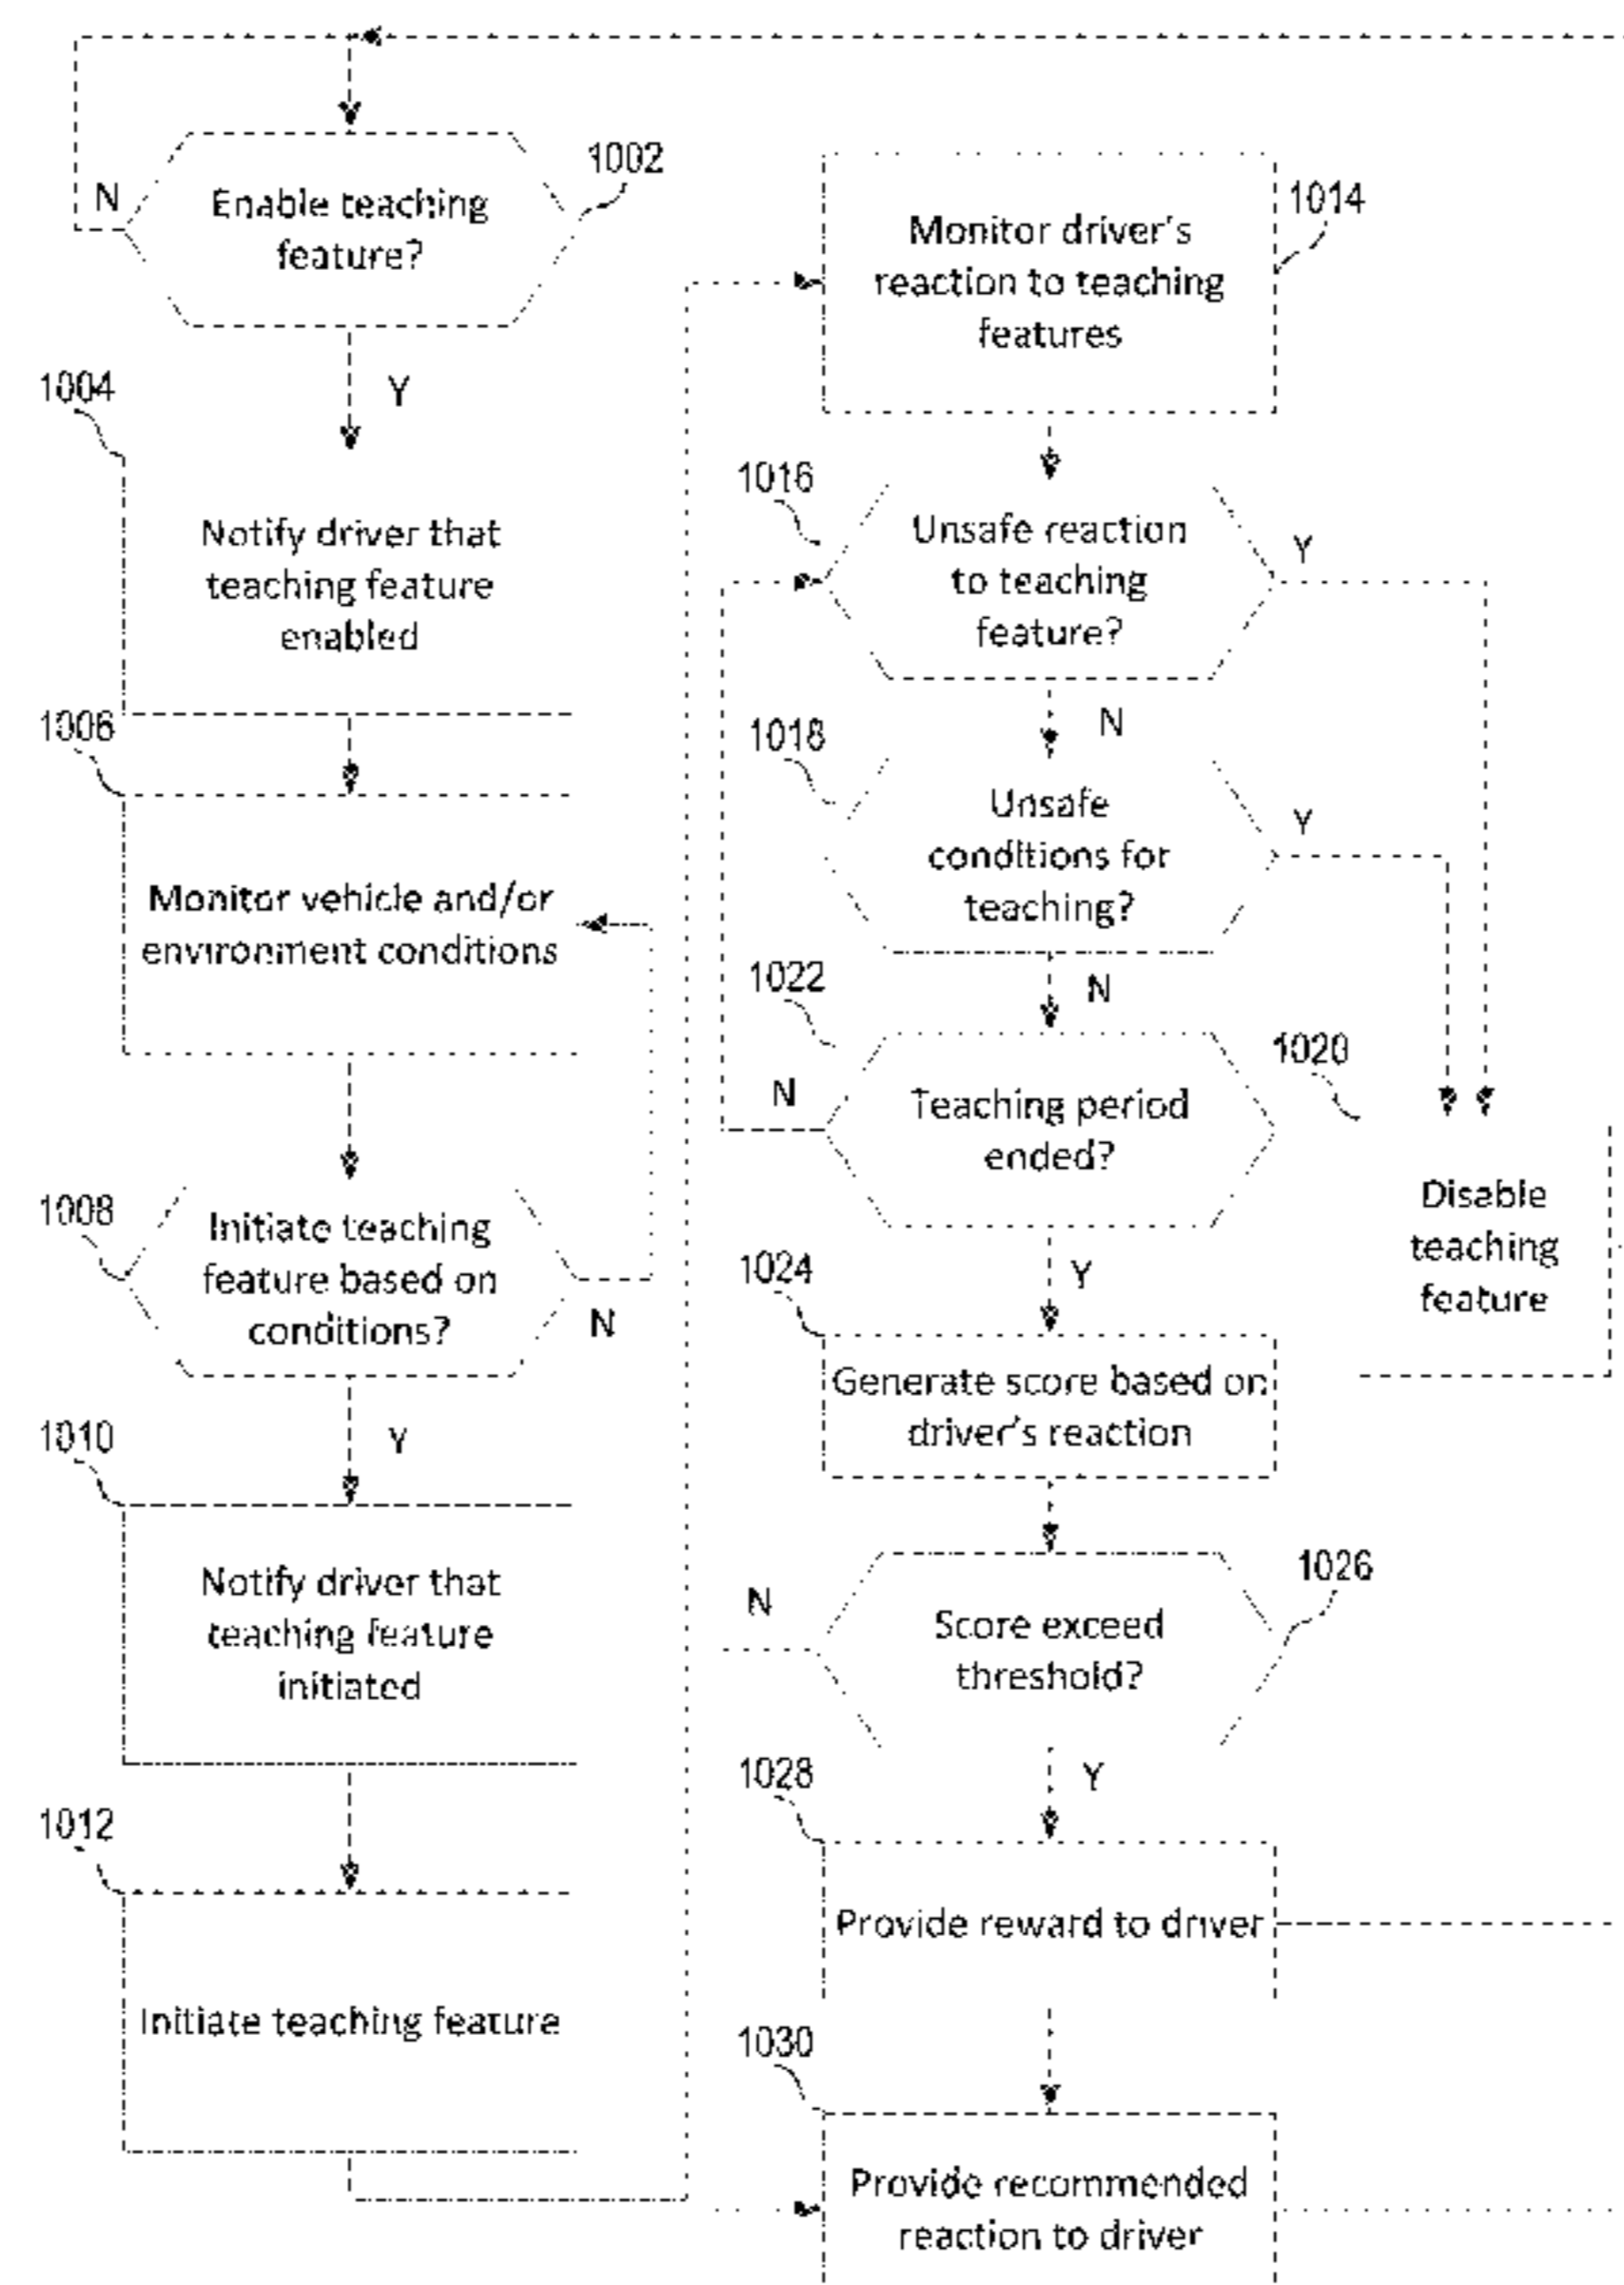 1002
N
Enable teaching
feature?
Y
1004
Notify driver that
teaching feature
enabled
1006
Monitor vehicle and/or
environment conditions
1008
Initiate teaching
feature based on
conditions?
N
Y
1010
Notify driver that
teaching feature
initiated
1012
Initiate teaching feature
1014
Monitor driver's
reaction to teaching
features
1016
Unsafe reaction
to teaching
feature?
Y
N
1018
Unsafe
conditions for
teaching?
Y
N
1022
Teaching period
ended?
N
Y
1020
Disable
teaching
feature
1024
Generate score based on
driver's reaction
1026
Score exceed
threshold?
N
Y
1028
Provide reward to driver
1030
Provide recommended
reaction to driver